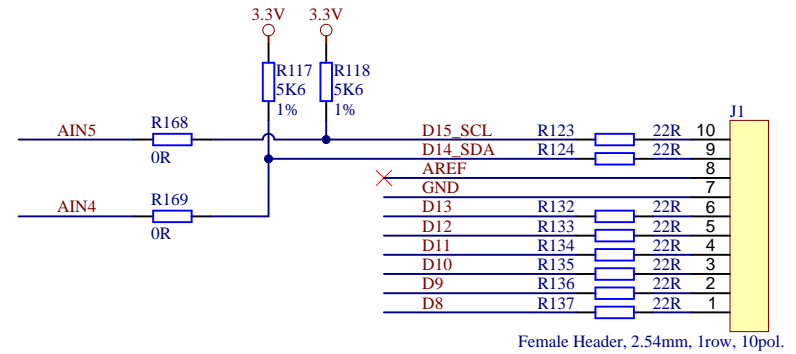 3.3V 3.3V
R117 R118
5K6 5K6
1% 1%
J1
AIN5 R168 D15_SCL R123 22R 10
0R D14_SDA R124 22R 9
AREF 8
GND 7
AIN4 R169 D13 R132 22R 6
0R D12 R133 22R 5
D11 R134 22R 4
D10 R135 22R 3
D9 R136 22R 2
D8 R137 22R 1
Female Header, 2.54mm, 1row, 10pol.